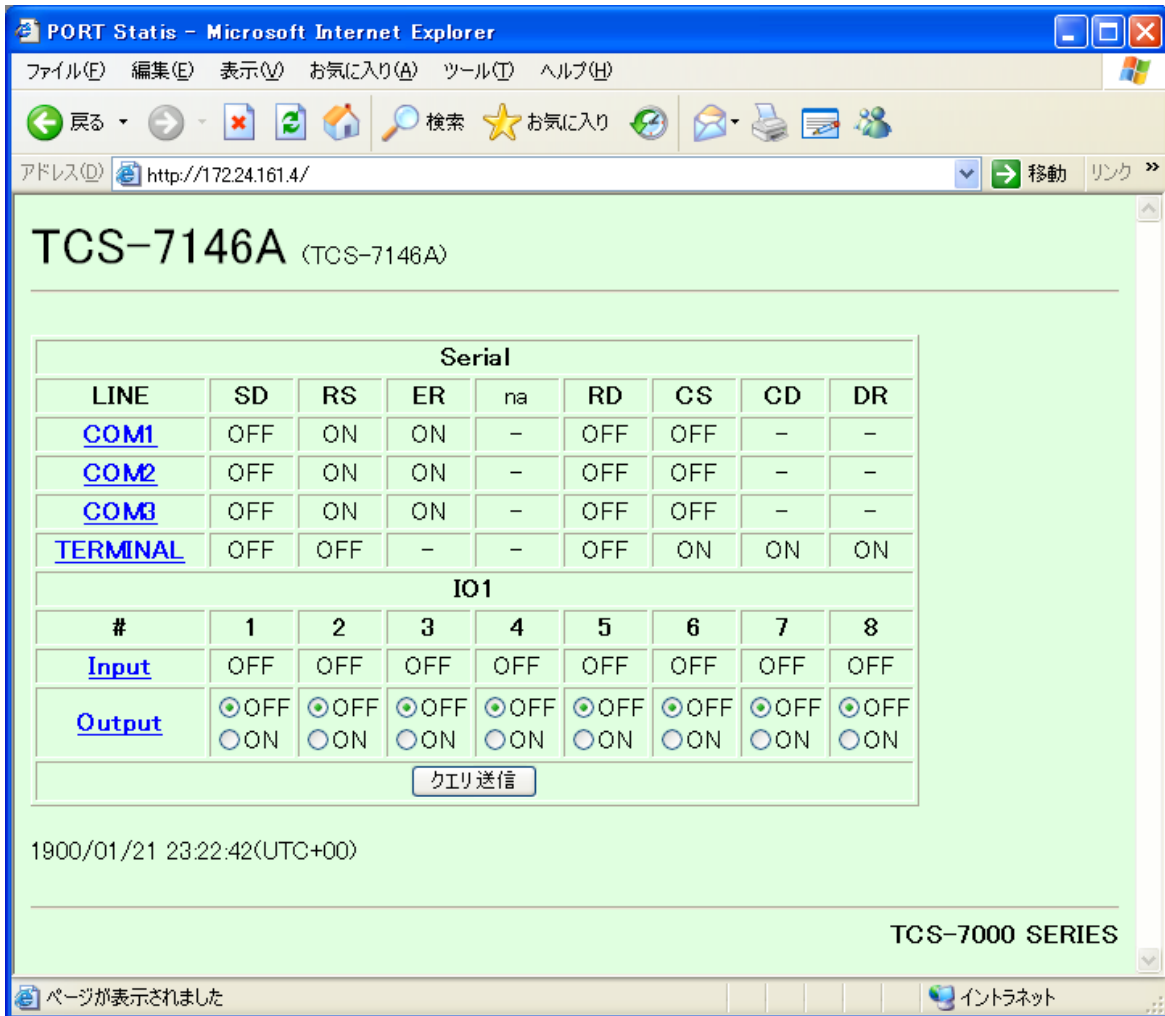 PORT Statis - Microsoft Internet Explorer
ファイル(F) 編集(E) 表示(V) お気に入り(A) ツール(T) ヘルプ(H)
戻る 検索 お気に入り
アドレス(D) http://172.24.161.4/ 移動 リンク »
TCS-7146A (TCS-7146A)
Serial
LINE SD RS ER na RD CS CD DR
COM1 OFF ON ON - OFF OFF - -
COM2 OFF ON ON - OFF OFF - -
COM3 OFF ON ON - OFF OFF - -
TERMINAL OFF OFF - - OFF ON ON ON
IO1
# 1 2 3 4 5 6 7 8
Input OFF OFF OFF OFF OFF OFF OFF OFF
Output OFF OFF OFF OFF OFF OFF OFF OFF
ON ON ON ON ON ON ON ON
クエリ送信
1900/01/21 23:22:42(UTC+00)
TCS-7000 SERIES
ページが表示されました イントラネット